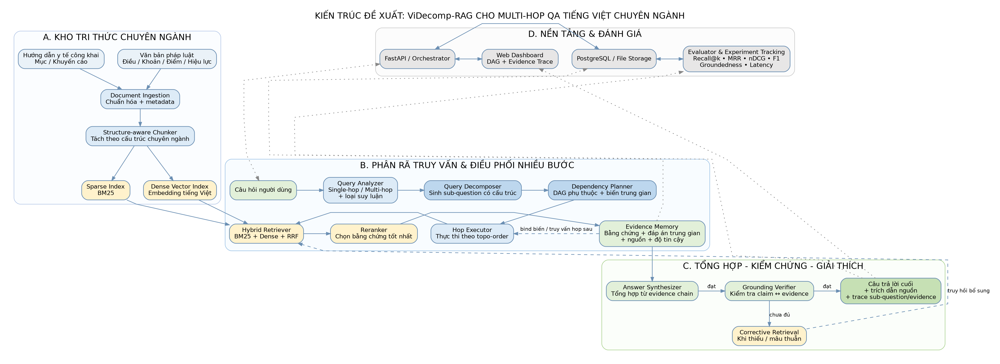 KIẾN TRÚC ĐỀ XUẤT: ViDecomp-RAG CHO MULTI-HOP QA TIẾNG VIỆT CHUYÊN NGÀNH
A. KHO TRI THỨC CHUYÊN NGÀNH
Hướng dẫn y tế công khai
Mục / Khuyến cáo
Văn bản pháp luật
Điều / Khoản / Điểm / Hiệu lực
Document Ingestion
Chuẩn hóa + metadata
Structure-aware Chunker
Tách theo cấu trúc chuyên ngành
Sparse Index
BM25
Dense Vector Index
Embedding tiếng Việt
D. NỀN TẢNG & ĐÁNH GIÁ
FastAPI / Orchestrator
Web Dashboard
DAG + Evidence Trace
PostgreSQL / File Storage
Evaluator & Experiment Tracking
Recall@k • MRR • nDCG • F1
Groundedness • Latency
B. PHÂN RÃ TRUY VẤN & ĐIỀU PHỐI NHIỀU BƯỚC
Câu hỏi người dùng
Query Analyzer
Single-hop / Multi-hop
+ loại suy luận
Query Decomposer
Sinh sub-question có cấu trúc
Dependency Planner
DAG phụ thuộc + biến trung gian
Hybrid Retriever
BM25 + Dense + RRF
Reranker
Chọn bằng chứng tốt nhất
Hop Executor
Thực thi theo topo-order
bind biến / truy vấn hop sau
Evidence Memory
Bằng chứng + đáp án trung gian
+ nguồn + độ tin cậy
C. TỔNG HỢP - KIỂM CHỨNG - GIẢI THÍCH
Answer Synthesizer
Tổng hợp từ evidence chain
đạt
Grounding Verifier
Kiểm tra claim ↔ evidence
đạt
Câu trả lời cuối
+ trích dẫn nguồn
+ trace sub-question/evidence
truy hồi bổ sung
chưa đủ
Corrective Retrieval
Khi thiếu / mâu thuẫn